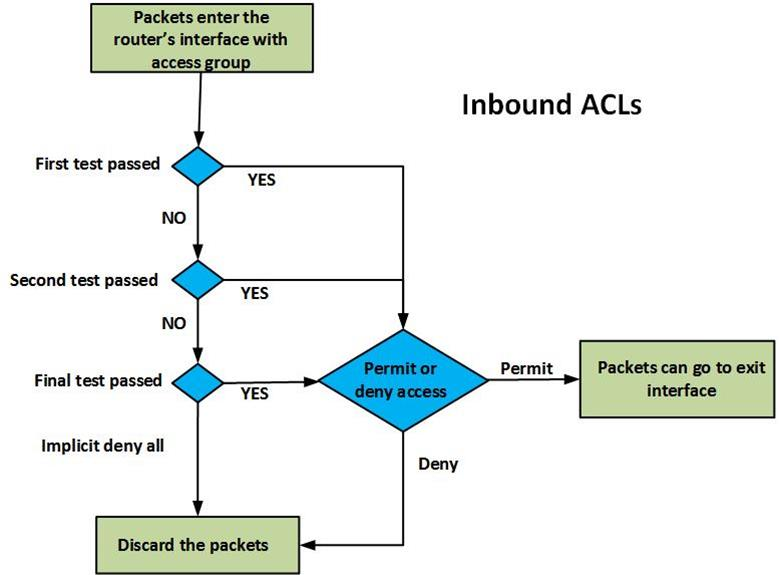 Packets enter the
router's interface with
access group
Inbound ACLs
First test passed
YES
NO
Second test passed
YES
NO
Final test passed
YES
Permit or
deny access
Permit
Packets can go to exit
interface
Implicit deny all
Deny
Discard the packets